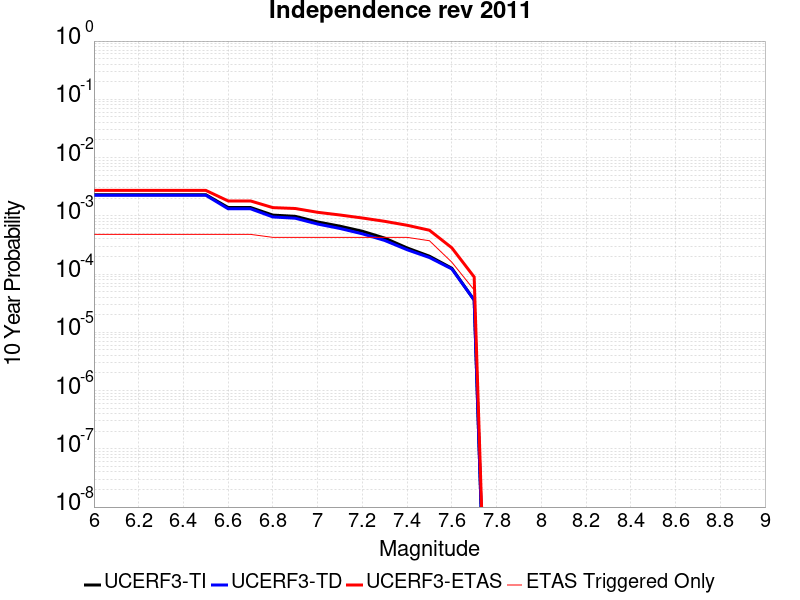 Independence rev 2011
10 Year Probability
10^0
10^-1
10^-2
10^-3
10^-4
10^-5
10^-6
10^-7
10^-8
6 6.2 6.4 6.6 6.8 7 7.2 7.4 7.6 7.8 8 8.2 8.4 8.6 8.8 9
Magnitude
UCERF3-TI UCERF3-TD UCERF3-ETAS ETAS Triggered Only